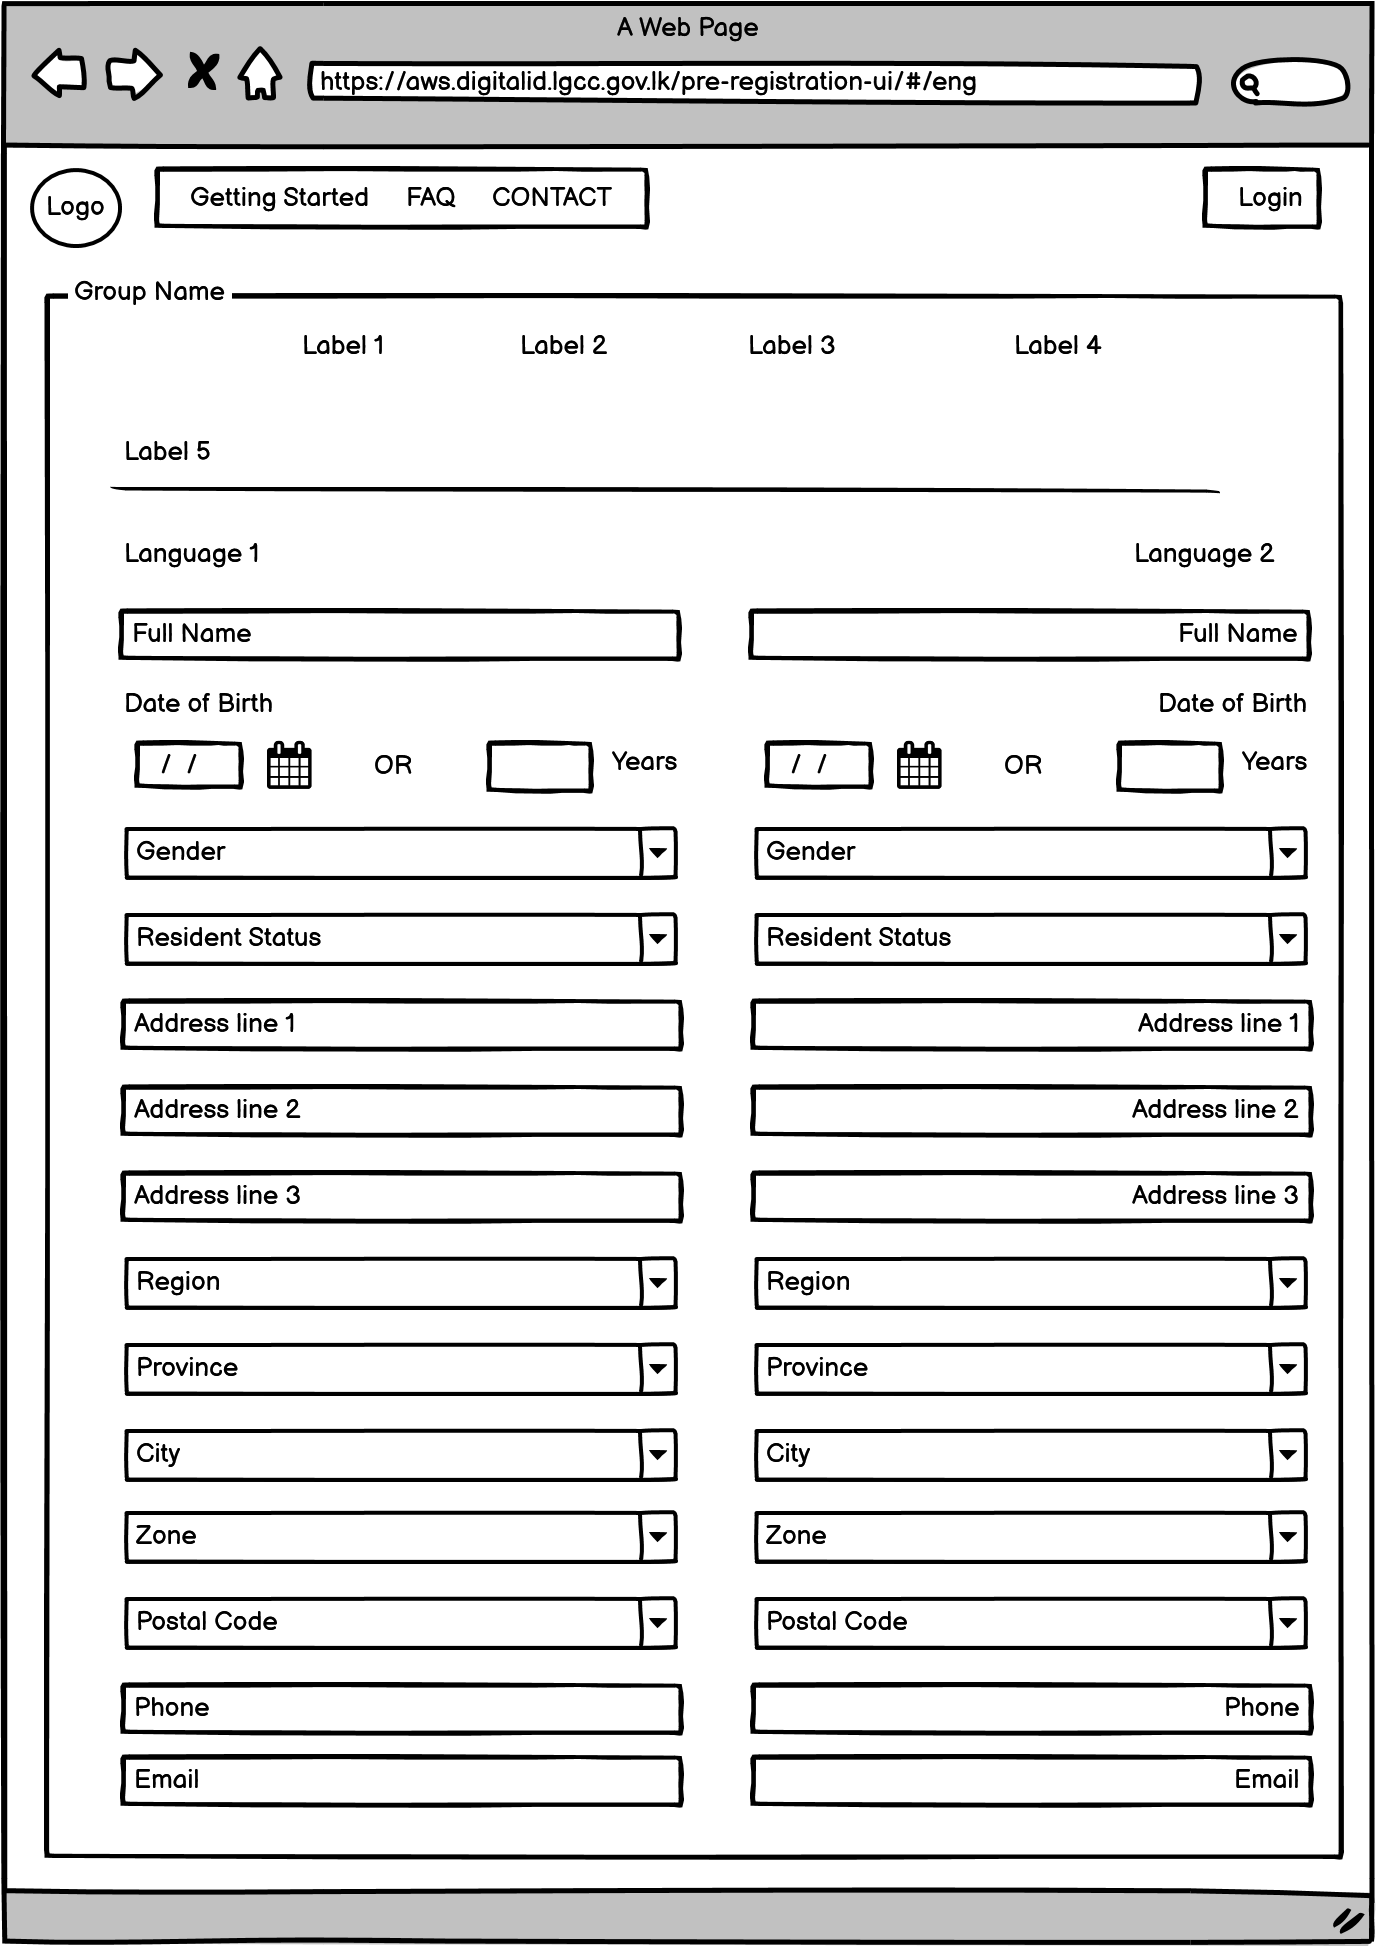 A Web Page
https://aws.digitalid.lgcc.gov.lk/pre-registration-ui/#/eng
Logo
Getting Started FAQ CONTACT
Login
Group Name
Label 1 Label 2 Label 3 Label 4
Label 5
Language 1 Language 2
Full Name Full Name
Date of Birth Date of Birth
/ / OR Years / / OR Years
Gender Gender
Resident Status Resident Status
Address line 1 Address line 1
Address line 2 Address line 2
Address line 3 Address line 3
Region Region
Province Province
City City
Zone Zone
Postal Code Postal Code
Phone Phone
Email Email